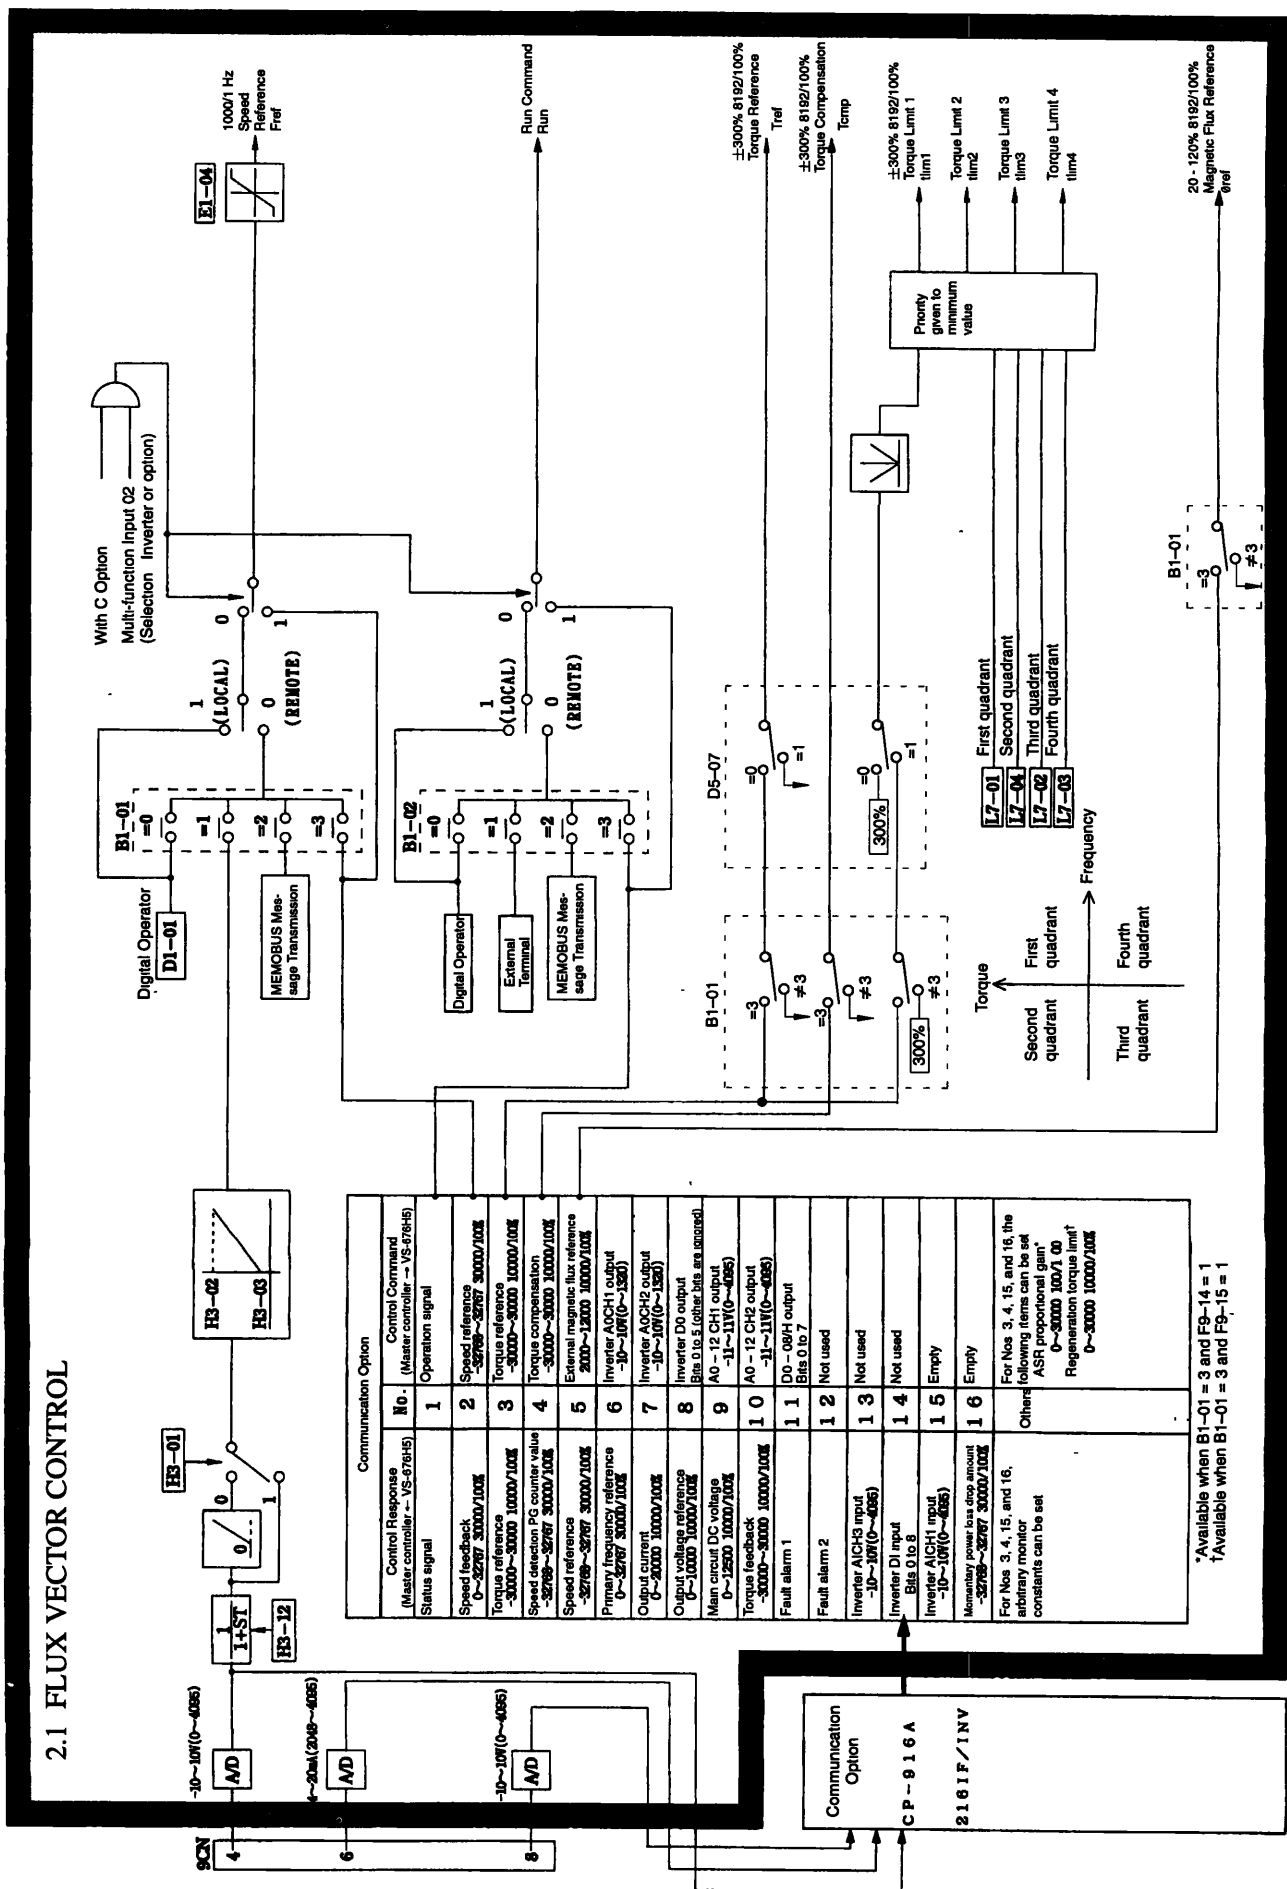 2.1 FLUX VECTOR CONTROL
9CN
4
6
8
-10~10V(0~4095)
4~20mA(2048~4095)
-10~10V(0~4095)
A/D
A/D
A/D
1
1+ST
H3-12
0
0
1
H3-01
H3-02
H3-03
Digital Operator
D1-01
MEMOBUS Mes-
sage Transmission
B1-01
=0
=1
=2
=3
1
(LOCAL)
0
(REMOTE)
0
1
With C Option
Multi-function Input 02
(Selection Inverter or option)
E1-04
1000/1 Hz
Speed
Reference
Fref
Digital Operator
External
Terminal
MEMOBUS Mes-
sage Transmission
B1-02
=0
=1
=2
=3
1
(LOCAL)
0
(REMOTE)
0
1
Run Command
Run
Communication Option
Control Response
(Master controller ← VS-676H5)
No.
Control Command
(Master controller → VS-676H5)
Status signal
1
Operation signal
Speed feedback
0~32767 30000/100%
2
Speed reference
-32768~32767 30000/100%
Torque reference
-30000~30000 10000/100%
3
Torque reference
-30000~30000 10000/100%
Speed detection PG counter value
-32768~32767 30000/100%
4
Torque compensation
-30000~30000 10000/100%
Speed reference
-32768~32767 30000/100%
5
External magnetic flux reference
2000~12000 10000/100%
Primary frequency reference
0~32767 30000/100%
6
Inverter AOCH1 output
-10~10V(0~1320)
Output current
0~20000 10000/100%
7
Inverter AOCH2 output
-10~10V(0~1320)
Output voltage reference
0~10000 10000/100%
8
Inverter D0 output
Bits 0 to 5 (other bits are ignored)
Main circuit DC voltage
0~12500 10000/100%
9
A0 – 12 CH1 output
-11~11V(0~4095)
Torque feedback
-30000~30000 10000/100%
10
A0 – 12 CH2 output
-11~11V(0~4095)
Fault alarm 1
11
D0 – 08/H output
Bits 0 to 7
Fault alarm 2
12
Not used
Inverter AICH3 input
-10~10V(0~4095)
13
Not used
Inverter DI input
Bits 0 to 8
14
Not used
Inverter AICH1 input
-10~10V(0~4095)
15
Empty
Momentary power loss drop amount
-32768~32767 30000/100%
16
Empty
For Nos 3, 4, 15, and 16,
arbitrary monitor
constants can be set
Others
For Nos 3, 4, 15, and 16, the
following items can be set
ASR proportional gain*
0~30000 100/1 00
Regeneration torque limit†
0~30000 10000/100%
*Available when B1-01 = 3 and F9-14 = 1
†Available when B1-01 = 3 and F9-15 = 1
Communication
Option
CP-916A
216IF/INV
B1-01
=3
≠3
=3
≠3
300%
≠3
D5-07
=0
=1
=0
300%
=1
±300% 8192/100%
Torque Reference
Tref
±300% 8192/100%
Torque Compensation
Tcmp
Priority
given to
minimum
value
±300% 8192/100%
Torque Limit 1
tlim1
Torque Limit 2
tlim2
Torque Limit 3
tlim3
Torque Limit 4
tlim4
L7-01 First quadrant
L7-04 Second quadrant
L7-02 Third quadrant
L7-03 Fourth quadrant
Torque
Frequency
Second
quadrant
First
quadrant
Third
quadrant
Fourth
quadrant
B1-01
=3
≠3
20 - 120% 8192/100%
Magnetic Flux Reference
θref